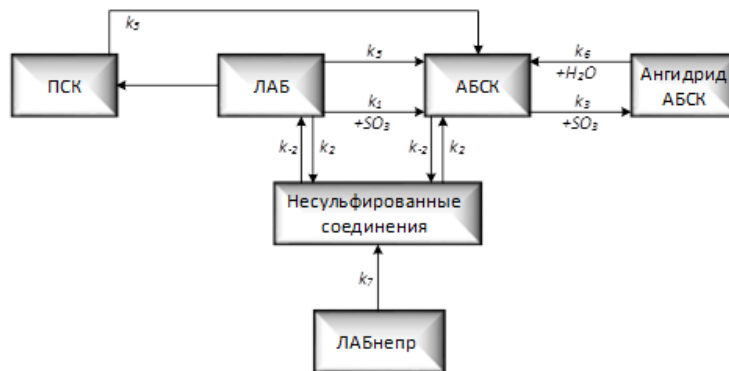 k₅
ПСК
ЛАБ
k₅
k₁
+SO₃
АБСК
k₆
+H₂O
k₃
+SO₃
Ангидрид
АБСК
k₋₂
k₂
k₋₂
k₂
Несульфированные
соединения
k₇
ЛАБнепр